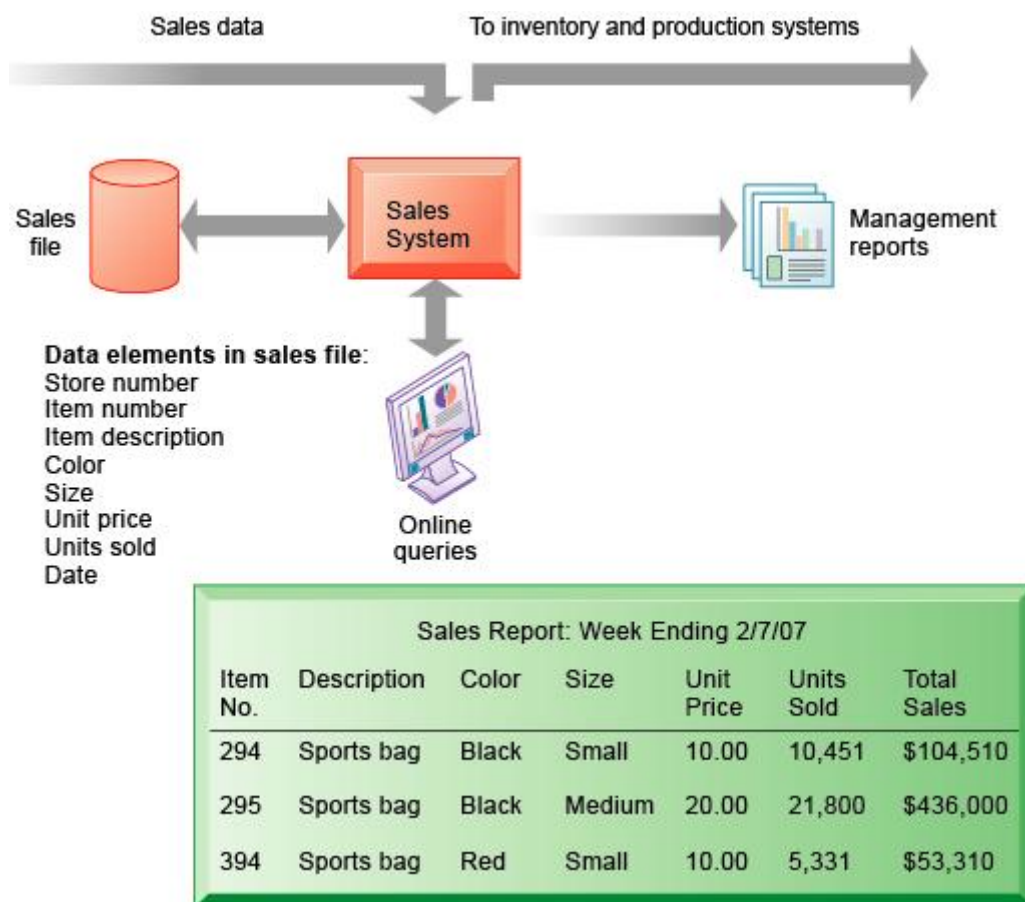 Sales data
To inventory and production systems
Sales
file
Sales
System
Management
reports
Data elements in sales file:
Store number
Item number
Item description
Color
Size
Unit price
Units sold
Date
Online
queries
Sales Report: Week Ending 2/7/07
Item No. Description Color Size Unit Price Units Sold Total Sales
294 Sports bag Black Small 10.00 10,451 $104,510
295 Sports bag Black Medium 20.00 21,800 $436,000
394 Sports bag Red Small 10.00 5,331 $53,310